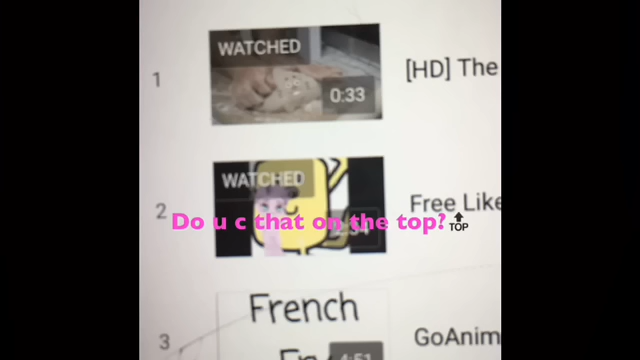 WATCHED
1
[HD] The
0:33
WATCHED
Free Like
2
Do u c that on the top?
TOP
French
GoAnim
3
4:51